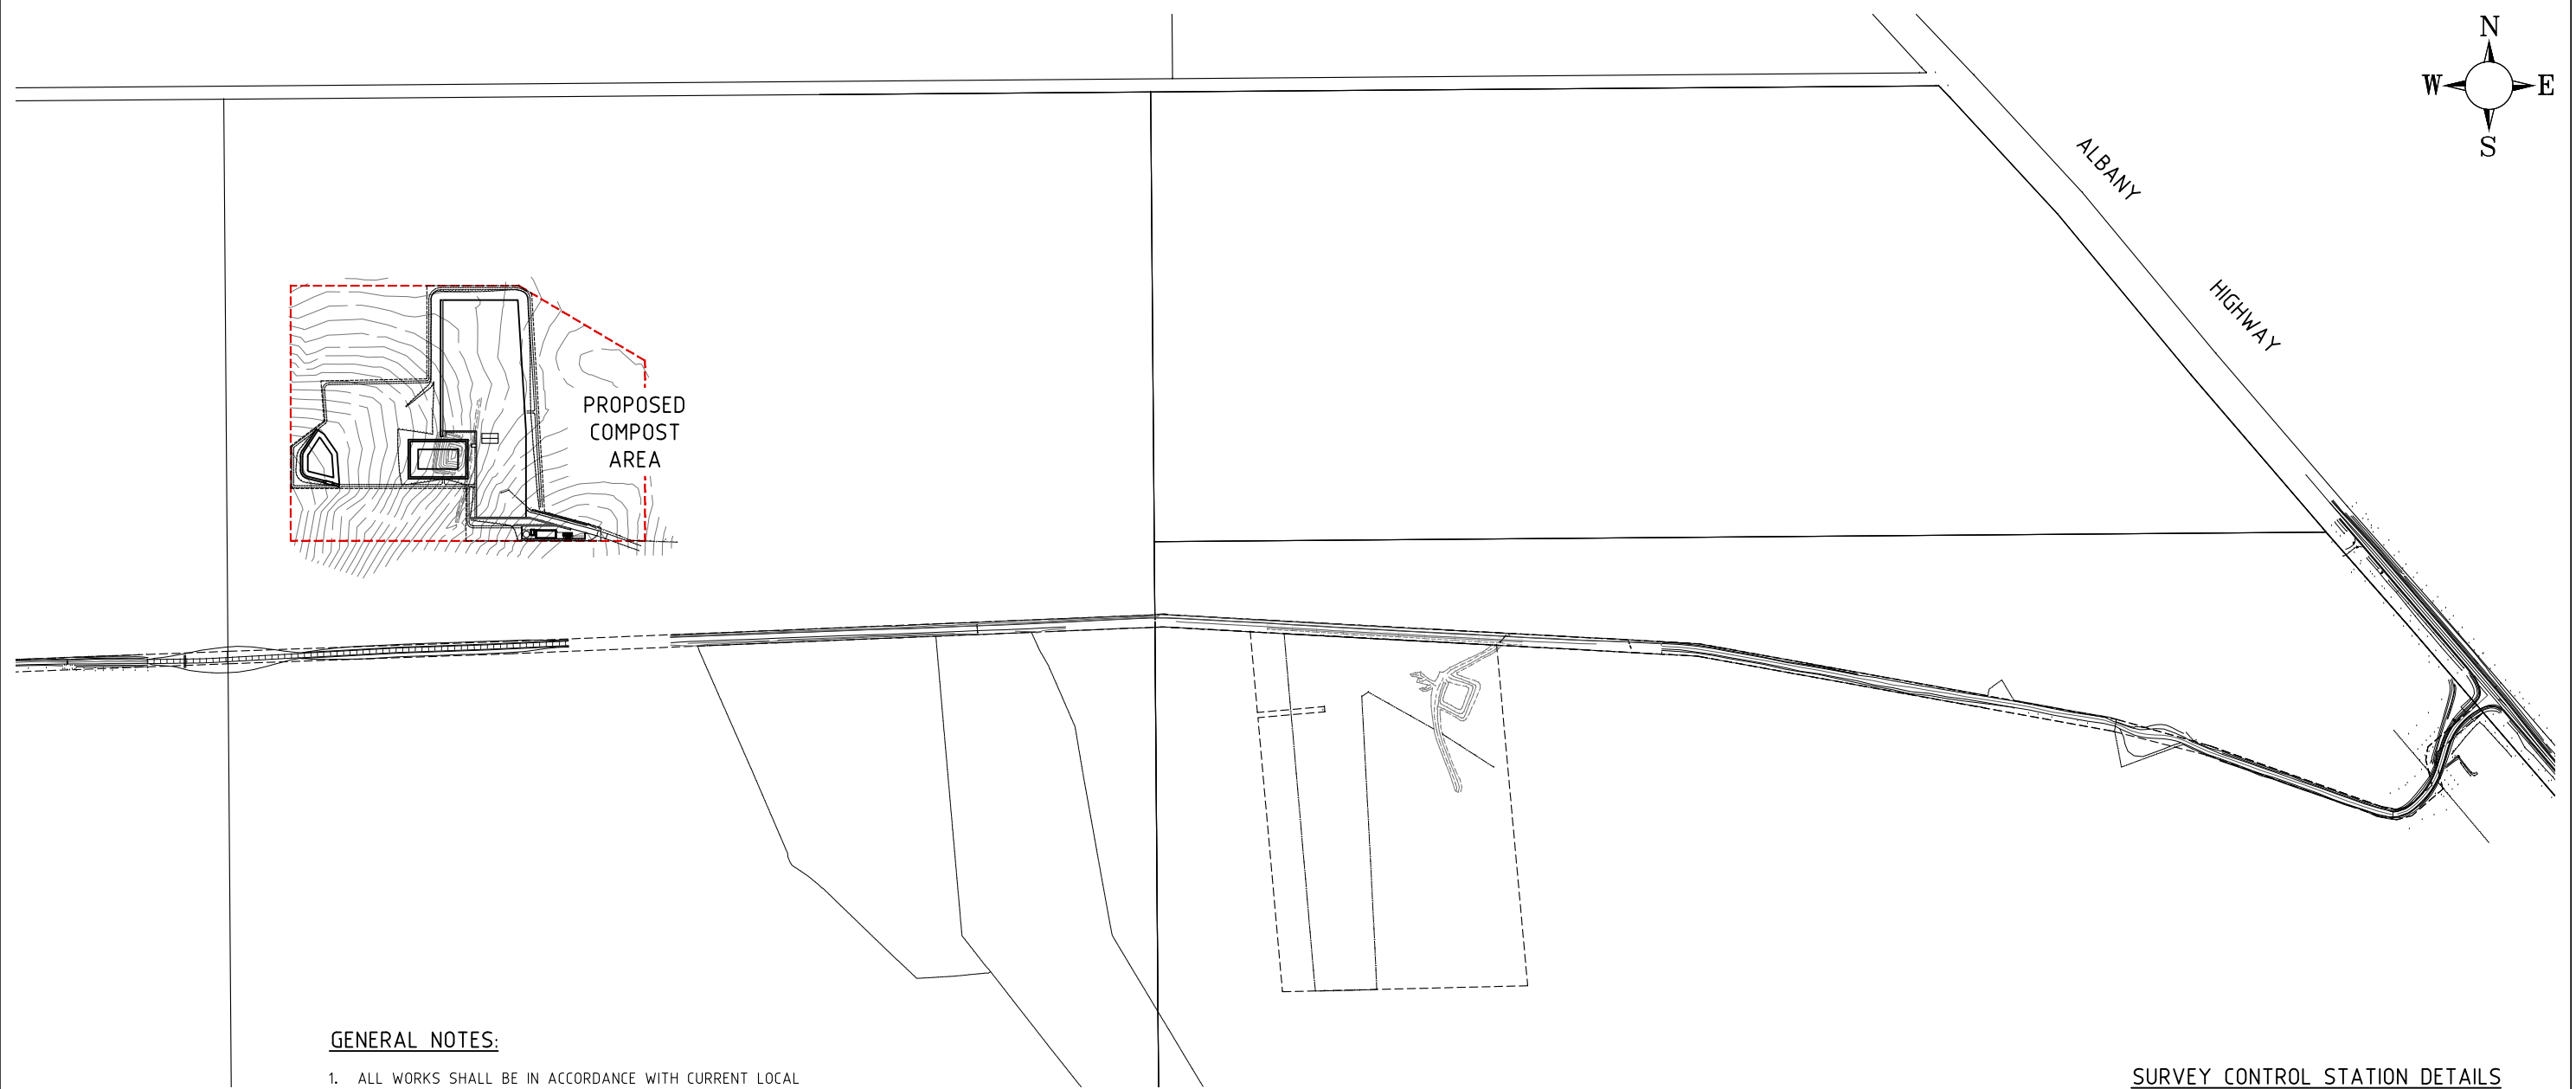 N
W E
S
ALBANY
HIGHWAY
PROPOSED
COMPOST
AREA
GENERAL NOTES:
1. ALL WORKS SHALL BE IN ACCORDANCE WITH CURRENT LOCAL
SURVEY CONTROL STATION DETAILS